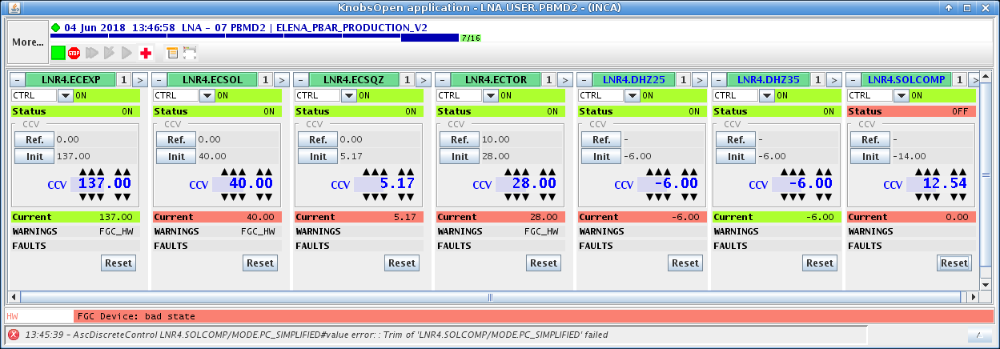 KnobsOpen application - LNA.USER.PBMD2 - (INCA)
More...
04 Jun 2018 13:46:58 LNA - 07 PBMD2 | ELENA_PBAR_PRODUCTION_V2
7/16
STOP
- LNR4.ECEXP 1 > - LNR4.ECSOL 1 > - LNR4.ECSQZ 1 > - LNR4.ECTOR 1 > - LNR4.DHZ25 1 > - LNR4.DHZ35 1 > - LNR4.SOLCOMP 1 >
CTRL ON CTRL ON CTRL ON CTRL ON CTRL ON CTRL ON CTRL ON
Status ON Status ON Status ON Status ON Status ON Status ON Status OFF
CCV CCV CCV CCV CCV CCV CCV
Ref. 0.00 Ref. 0.00 Ref. 0.00 Ref. 10.00 Ref. - Ref. - Ref. -
Init 137.00 Init 40.00 Init 5.17 Init 28.00 Init -6.00 Init -6.00 Init -14.00
CCV 137.00 CCV 40.00 CCV 5.17 CCV 28.00 CCV -6.00 CCV -6.00 CCV 12.54
Current 137.00 Current 40.00 Current 5.17 Current 28.00 Current -6.00 Current -6.00 Current 0.00
WARNINGS FGC_HW WARNINGS FGC_HW WARNINGS WARNINGS FGC_HW WARNINGS WARNINGS WARNINGS
FAULTS FAULTS FAULTS FAULTS FAULTS FAULTS FAULTS
Reset Reset Reset Reset Reset Reset Reset
HW FGC Device: bad state
13:45:39 - AscDiscreteControl LNR4.SOLCOMP/MODE.PC_SIMPLIFIED#value error: : Trim of 'LNR4.SOLCOMP/MODE.PC_SIMPLIFIED' failed